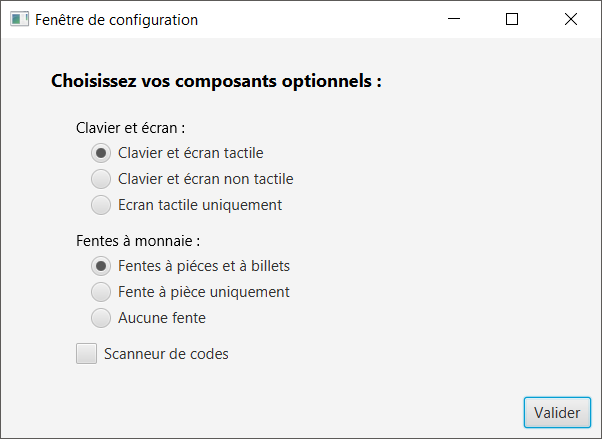 Fenêtre de configuration
Choisissez vos composants optionnels :
Clavier et écran :
Clavier et écran tactile
Clavier et écran non tactile
Ecran tactile uniquement
Fentes à monnaie :
Fentes à piéces et à billets
Fente à pièce uniquement
Aucune fente
Scanneur de codes
Valider